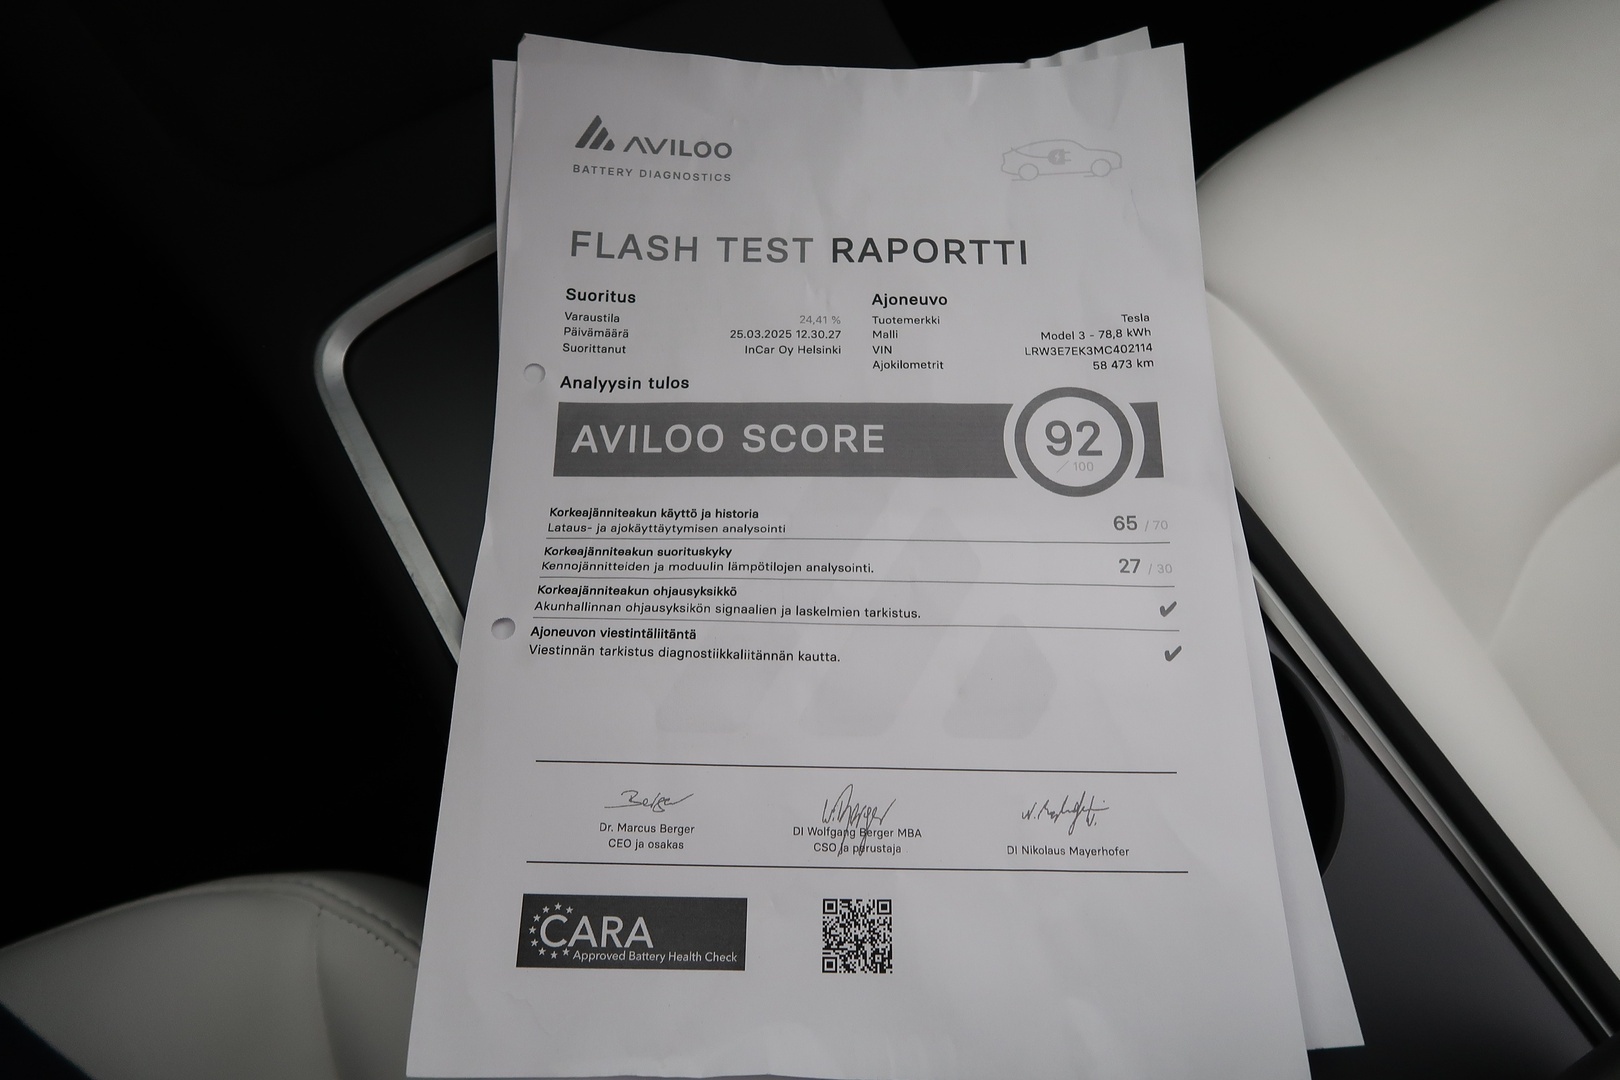 AVILOO
BATTERY DIAGNOSTICS
FLASH TEST RAPORTTI
Suoritus
Varaustila 24,41 %
Päivämäärä 25.03.2025 12.30.27
Suorittanut InCar Oy Helsinki
Ajoneuvo
Tuotemerkki Tesla
Malli Model 3 - 78,8 kWh
VIN LRW3E7EK3MC402114
Ajokilometrit 58 473 km
Analyysin tulos
AVILOO SCORE 92 / 100
Korkeajänniteakun käyttö ja historia
Lataus- ja ajokäyttäytymisen analysointi 65 / 70
Korkeajänniteakun suorituskyky
Kennojännitteiden ja moduulin lämpötilojen analysointi. 27 / 30
Korkeajänniteakun ohjausyksikkö
Akunhallinnan ohjausyksikön signaalien ja laskelmien tarkistus. ✔
Ajoneuvon viestintäliitäntä
Viestinnän tarkistus diagnostiikkaliitännän kautta. ✔
Berger
Dr. Marcus Berger
CEO ja osakas
W. Berger
DI Wolfgang Berger MBA
CSO ja perustaja
DI Nikolaus Mayerhofer
CARA
Approved Battery Health Check